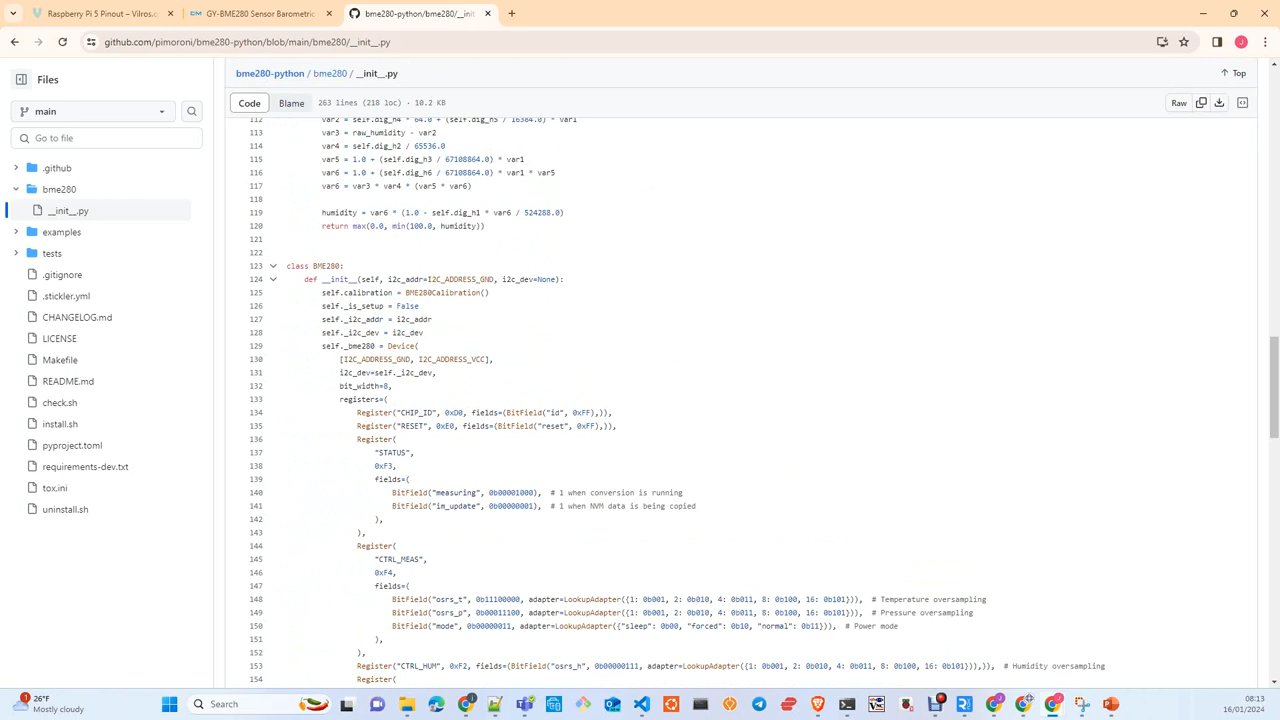 Raspberry Pi 5 Pinout – Vilros.c
GY-BME280 Sensor Barometric
bme280-python/bme280/__init_
github.com/pimoroni/bme280-python/blob/main/bme280/__init__.py
Files
main
Go to file
.github
bme280
__init__.py
examples
tests
.gitignore
.stickler.yml
CHANGELOG.md
LICENSE
Makefile
README.md
check.sh
install.sh
pyproject.toml
requirements-dev.txt
tox.ini
uninstall.sh
bme280-python / bme280 / __init__.py
Top
Code Blame 263 lines (218 loc) · 10.2 KB Raw
112 var2 = self.dig_h4 * 64.0 + (self.dig_h5 / 16384.0) * var1
113 var3 = raw_humidity - var2
114 var4 = self.dig_h2 / 65536.0
115 var5 = 1.0 + (self.dig_h3 / 67108864.0) * var1
116 var6 = 1.0 + (self.dig_h6 / 67108864.0) * var1 * var5
117 var6 = var3 * var4 * (var5 * var6)
118
119 humidity = var6 * (1.0 - self.dig_h1 * var6 / 524288.0)
120 return max(0.0, min(100.0, humidity))
121
122
123 class BME280:
124 def __init__(self, i2c_addr=I2C_ADDRESS_GND, i2c_dev=None):
125 self.calibration = BME280Calibration()
126 self._is_setup = False
127 self._i2c_addr = i2c_addr
128 self._i2c_dev = i2c_dev
129 self._bme280 = Device(
130 [I2C_ADDRESS_GND, I2C_ADDRESS_VCC],
131 i2c_dev=self._i2c_dev,
132 bit_width=8,
133 registers=(
134 Register("CHIP_ID", 0xD0, fields=(BitField("id", 0xFF),)),
135 Register("RESET", 0xE0, fields=(BitField("reset", 0xFF),)),
136 Register(
137 "STATUS",
138 0xF3,
139 fields=(
140 BitField("measuring", 0b00001000), # 1 when conversion is running
141 BitField("im_update", 0b00000001), # 1 when NVM data is being copied
142 ),
143 ),
144 Register(
145 "CTRL_MEAS",
146 0xF4,
147 fields=(
148 BitField("osrs_t", 0b11100000, adapter=LookupAdapter({1: 0b001, 2: 0b010, 4: 0b011, 8: 0b100, 16: 0b101})), # Temperature oversampling
149 BitField("osrs_p", 0b00011100, adapter=LookupAdapter({1: 0b001, 2: 0b010, 4: 0b011, 8: 0b100, 16: 0b101})), # Pressure oversampling
150 BitField("mode", 0b00000011, adapter=LookupAdapter({"sleep": 0b00, "forced": 0b10, "normal": 0b11})), # Power mode
151 ),
152 ),
153 Register("CTRL_HUM", 0xF2, fields=(BitField("osrs_h", 0b00000111, adapter=LookupAdapter({1: 0b001, 2: 0b010, 4: 0b011, 8: 0b100, 16: 0b101})),)), # Humidity oversampling
154 Register(
26°F
Mostly cloudy
Search
08:13
16/01/2024